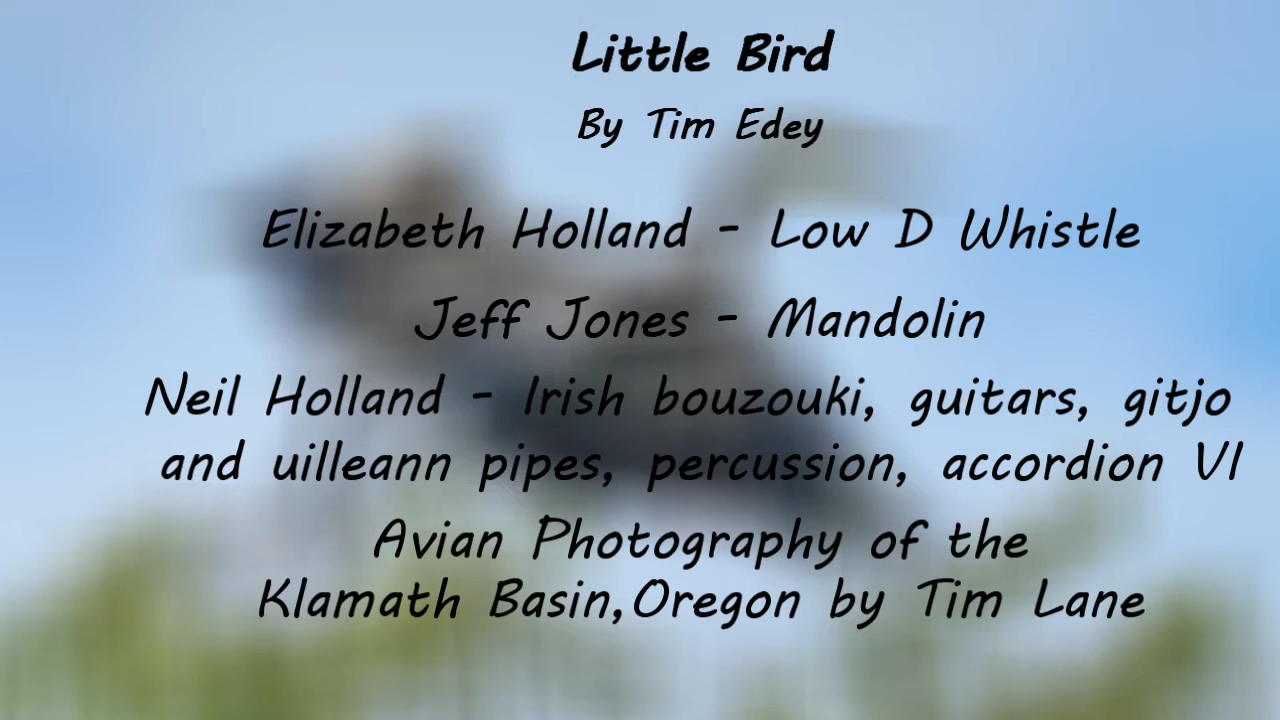 Little Bird
By Tim Edey
Elizabeth Holland - Low D Whistle
Jeff Jones - Mandolin
Neil Holland - Irish bouzouki, guitars, gitjo
and uilleann pipes, percussion, accordion VI
Avian Photography of the
Klamath Basin,Oregon by Tim Lane